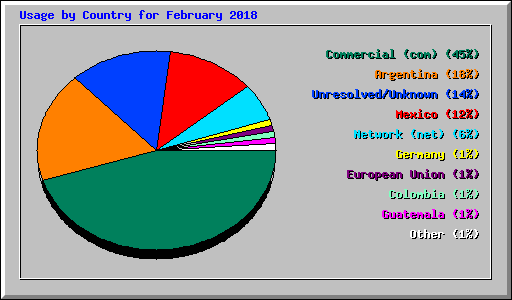 Usage by Country for February 2018
Commercial (com) (45%)
Argentina (18%)
Unresolved/Unknown (14%)
Mexico (12%)
Network (net) (6%)
Germany (1%)
European Union (1%)
Colombia (1%)
Guatemala (1%)
Other (1%)